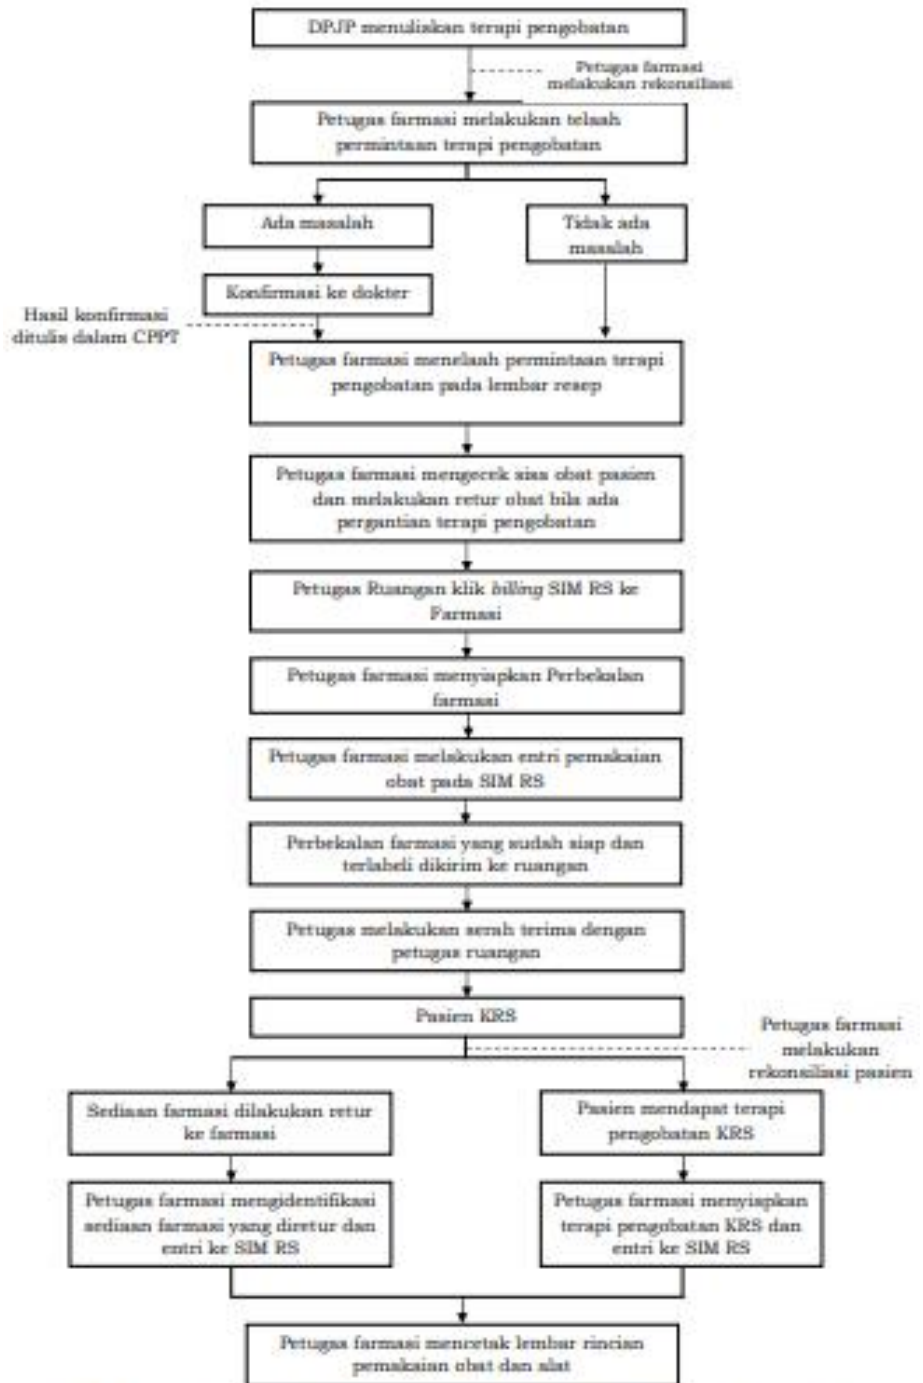 DPJP menuliskan terapi pengobatan
Petugas farmasi
melakukan rekonsiliasi
Petugas farmasi melakukan telaah
permintaan terapi pengobatan
Ada masalah
Tidak ada
masalah
Konfirmasi ke dokter
Hasil konfirmasi
ditulis dalam CPPT
Petugas farmasi menelaah permintaan terapi
pengobatan pada lembar resep
Petugas farmasi mengecek sisa obat pasien
dan melakukan retur obat bila ada
pergantian terapi pengobatan
Petugas Ruangan klik billing SIM RS ke
Farmasi
Petugas farmasi menyiapkan Perbekalan
farmasi
Petugas farmasi melakukan entri pemakaian
obat pada SIM RS
Perbekalan farmasi yang sudah siap dan
terlabeli dikirim ke ruangan
Petugas melakukan serah terima dengan
petugas ruangan
Pasien KRS
Petugas farmasi
melakukan
rekonsiliasi pasien
Sediaan farmasi dilakukan retur
ke farmasi
Pasien mendapat terapi
pengobatan KRS
Petugas farmasi mengidentifikasi
sediaan farmasi yang diretur dan
entri ke SIM RS
Petugas farmasi menyiapkan
terapi pengobatan KRS dan
entri ke SIM RS
Petugas farmasi mencetak lembar rincian
pemakaian obat dan alat